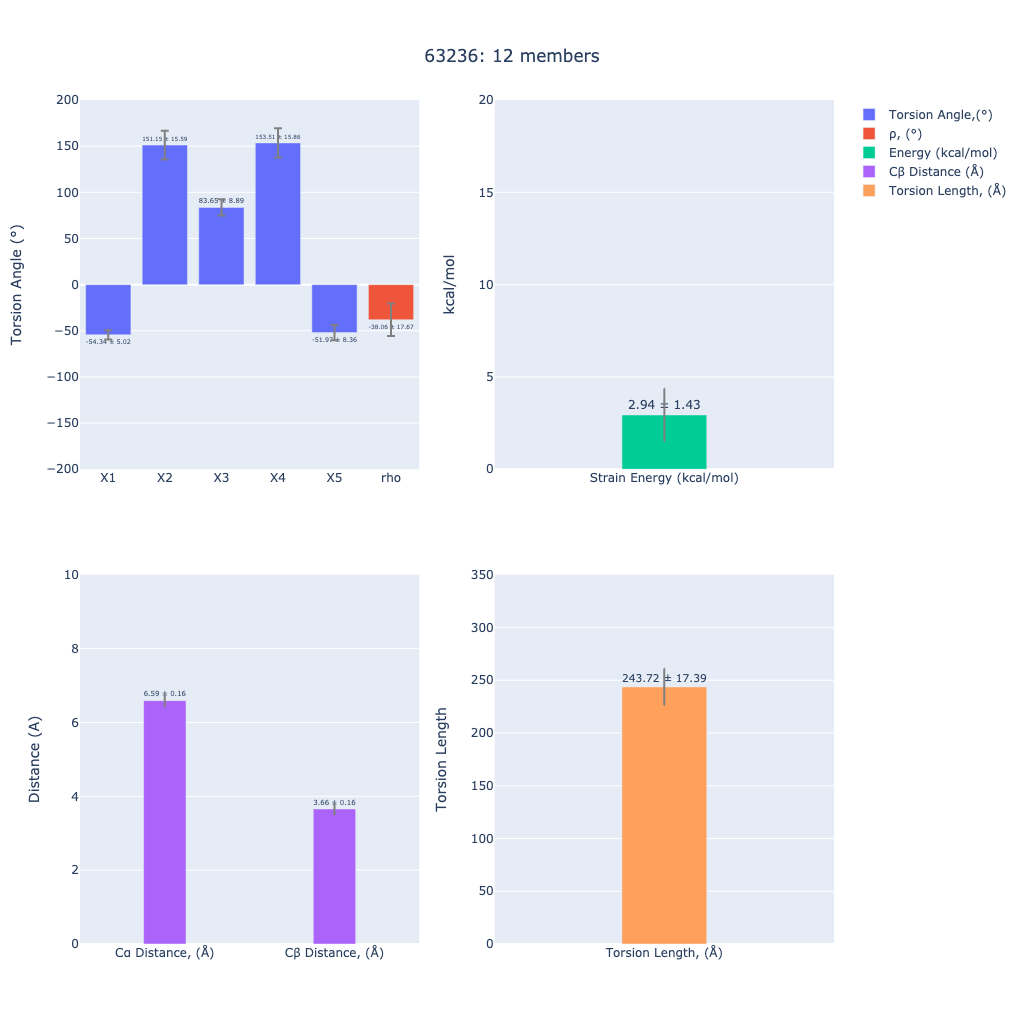 63236: 12 members
200
150
100
50
0
−50
−100
−150
−200
Torsion Angle (°)
151.15 ± 15.59
153.51 ± 15.86
83.65 ± 8.89
-54.34 ± 5.02
-51.97 ± 8.36
-38.06 ± 17.67
X1 X2 X3 X4 X5 rho
20
15
10
5
0
kcal/mol
2.94 ± 1.43
Strain Energy (kcal/mol)
Torsion Angle,(°)
ρ, (°)
Energy (kcal/mol)
Cβ Distance (Å)
Torsion Length, (Å)
10
8
6
4
2
0
Distance (A)
6.59 ± 0.16
3.66 ± 0.16
Cα Distance, (Å) Cβ Distance, (Å)
350
300
250
200
150
100
50
0
Torsion Length
243.72 ± 17.39
Torsion Length, (Å)